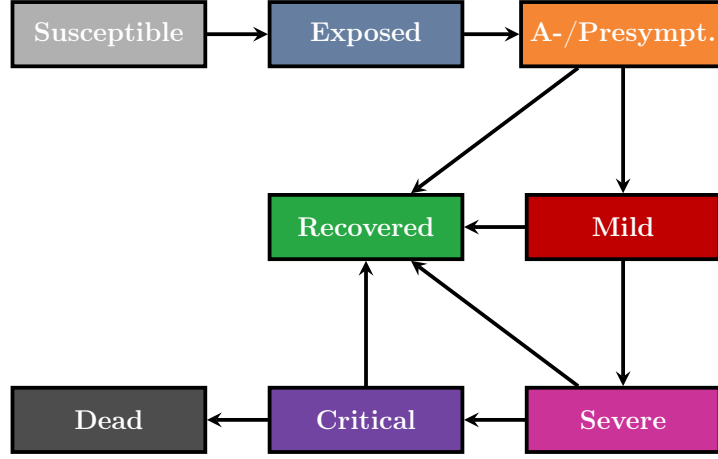 Susceptible
Exposed
A-/Presympt.
Recovered
Mild
Dead
Critical
Severe